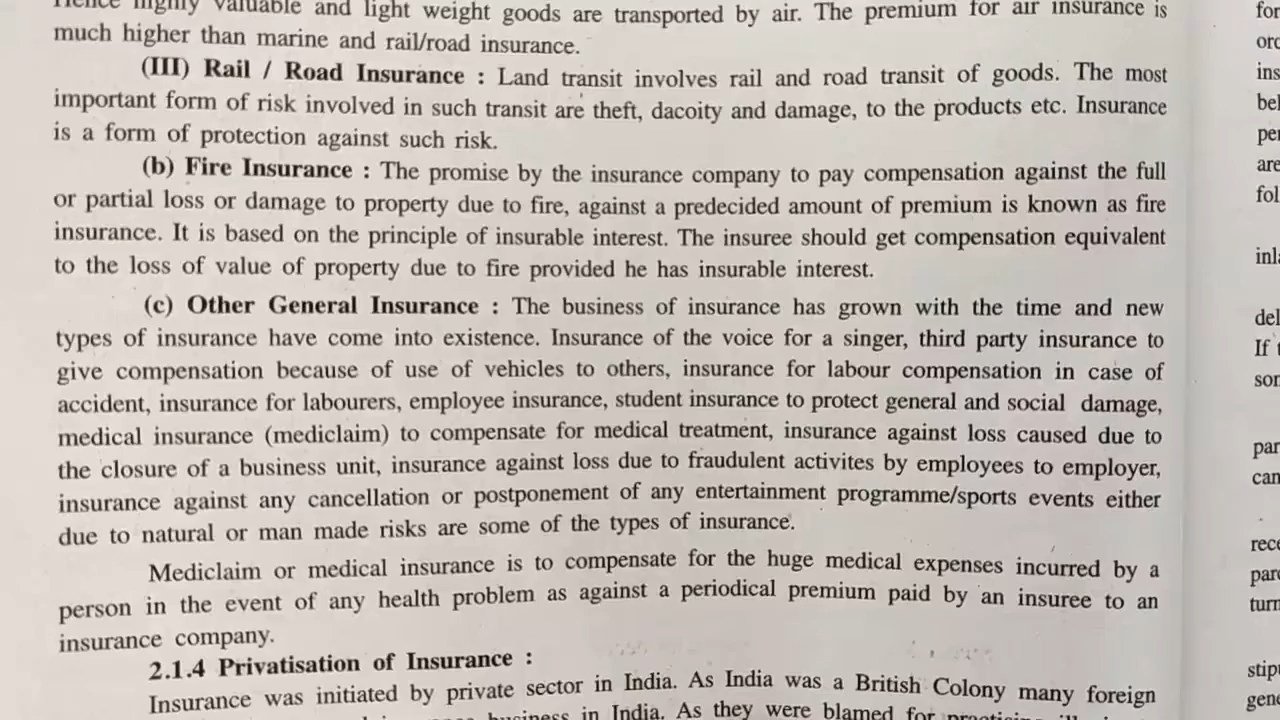 Hence highly valuable and light weight goods are transported by air. The premium for air insurance is
much higher than marine and rail/road insurance.
(III) Rail / Road Insurance : Land transit involves rail and road transit of goods. The most
important form of risk involved in such transit are theft, dacoity and damage, to the products etc. Insurance
is a form of protection against such risk.
(b) Fire Insurance : The promise by the insurance company to pay compensation against the full
or partial loss or damage to property due to fire, against a predecided amount of premium is known as fire
insurance. It is based on the principle of insurable interest. The insuree should get compensation equivalent
to the loss of value of property due to fire provided he has insurable interest.
(c) Other General Insurance : The business of insurance has grown with the time and new
types of insurance have come into existence. Insurance of the voice for a singer, third party insurance to
give compensation because of use of vehicles to others, insurance for labour compensation in case of
accident, insurance for labourers, employee insurance, student insurance to protect general and social damage,
medical insurance (mediclaim) to compensate for medical treatment, insurance against loss caused due to
the closure of a business unit, insurance against loss due to fraudulent activites by employees to employer,
insurance against any cancellation or postponement of any entertainment programme/sports events either
due to natural or man made risks are some of the types of insurance.
Mediclaim or medical insurance is to compensate for the huge medical expenses incurred by a
person in the event of any health problem as against a periodical premium paid by an insuree to an
insurance company.
2.1.4 Privatisation of Insurance :
Insurance was initiated by private sector in India. As India was a British Colony many foreign
business in India. As they were blamed for
for
ins
are
fol
del
If